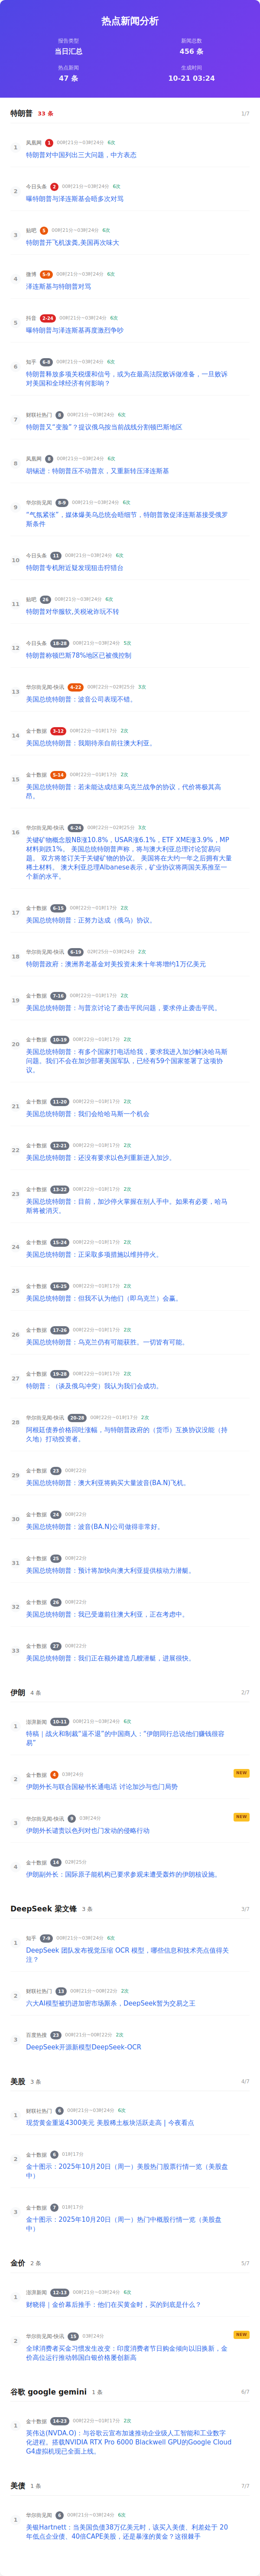 热点新闻分析
报告类型
当日汇总
新闻总数
456 条
热点新闻
47 条
生成时间
10-21 03:24
特朗普 33 条 1/7
1 凤凰网 1 00时21分~03时24分 6次
特朗普对中国列出三大问题，中方表态
2 今日头条 2 00时21分~03时24分 6次
曝特朗普与泽连斯基会晤多次对骂
3 贴吧 5 00时21分~03时24分 6次
特朗普开飞机泼粪,美国再次味大
4 微博 5-9 00时21分~03时24分 6次
泽连斯基与特朗普对骂
5 抖音 2-24 00时21分~03时24分 6次
曝特朗普与泽连斯基再度激烈争吵
6 知乎 6-8 00时21分~03时24分 6次
特朗普释放多项关税缓和信号，或为在最高法院败诉做准备，一旦败诉
对美国和全球经济有何影响？
7 财联社热门 8 00时21分~03时24分 6次
特朗普又“变脸”？提议俄乌按当前战线分割顿巴斯地区
8 凤凰网 8 00时21分~03时24分 6次
胡锡进：特朗普压不动普京，又重新转压泽连斯基
9 华尔街见闻 8-9 00时21分~03时24分 6次
“气氛紧张”，媒体爆美乌总统会晤细节，特朗普敦促泽连斯基接受俄罗
斯条件
10 今日头条 11 00时21分~03时24分 6次
特朗普专机附近疑发现狙击狩猎台
11 贴吧 26 00时21分~03时24分 6次
特朗普对华服软,关税讹诈玩不转
12 今日头条 18-28 00时21分~03时24分 5次
特朗普称顿巴斯78%地区已被俄控制
13 华尔街见闻-快讯 4-22 00时22分~01时25分 3次
美国总统特朗普：波音公司表现不错。
14 金十数据 3-12 00时22分~01时17分 2次
美国总统特朗普：我期待亲自前往澳大利亚。
15 金十数据 5-14 00时22分~01时17分 2次
美国总统特朗普：若未能达成结束乌克兰战争的协议，代价将极其高
昂。
16 华尔街见闻-快讯 6-24 00时22分~01时25分 3次
关键矿物概念股NB涨10.8%，USAR涨6.1%，ETF XME涨3.9%，MP
材料则跌1%。 美国总统特朗普声称，将与澳大利亚总理讨论贸易问
题。 双方将签订关于关键矿物的协议。 美国将在大约一年之后拥有大量
稀土材料。 澳大利亚总理Albanese表示，矿业协议将两国关系推至一
个新的水平。
17 金十数据 6-15 00时22分~01时17分 2次
美国总统特朗普：正努力达成（俄乌）协议。
18 华尔街见闻-快讯 6-19 02时25分~03时24分 2次
特朗普政府：澳洲养老基金对美投资未来十年将增约1万亿美元
19 金十数据 7-16 00时22分~01时17分 2次
美国总统特朗普：与普京讨论了袭击平民问题，要求停止袭击平民。
20 金十数据 10-19 00时22分~01时17分 2次
美国总统特朗普：有多个国家打电话给我，要求我进入加沙解决哈马斯
问题。我们不会在加沙部署美国军队，已经有59个国家签署了这项协
议。
21 金十数据 11-20 00时22分~01时17分 2次
美国总统特朗普：我们会给哈马斯一个机会
22 金十数据 12-21 00时22分~01时17分 2次
美国总统特朗普：还没有要求以色列重新进入加沙。
23 金十数据 13-22 00时22分~01时17分 2次
美国总统特朗普：目前，加沙停火掌握在别人手中。如果有必要，哈马
斯将被消灭。
24 金十数据 15-24 00时22分~01时17分 2次
美国总统特朗普：正采取多项措施以维持停火。
25 金十数据 16-25 00时22分~01时17分 2次
美国总统特朗普：但我不认为他们（即乌克兰）会赢。
26 金十数据 17-26 00时22分~01时17分 2次
美国总统特朗普：乌克兰仍有可能获胜。一切皆有可能。
27 金十数据 19-28 00时22分~01时17分 2次
特朗普：（谈及俄乌冲突）我认为我们会成功。
28 华尔街见闻-快讯 20-28 00时22分~01时17分 2次
阿根廷债券价格回吐涨幅，与特朗普政府的（货币）互换协议没能（持
久地）打动投资者。
29 金十数据 23 00时22分
美国总统特朗普：澳大利亚将购买大量波音(BA.N)飞机。
30 金十数据 24 00时22分
美国总统特朗普：波音(BA.N)公司做得非常好。
31 金十数据 25 00时22分
美国总统特朗普：预计将加快向澳大利亚提供核动力潜艇。
32 金十数据 26 00时22分
美国总统特朗普：我已受邀前往澳大利亚，正在考虑中。
33 金十数据 27 00时22分
美国总统特朗普：我们正在额外建造几艘潜艇，进展很快。
伊朗 4 条 2/7
1 澎湃新闻 10-11 00时21分~03时24分 6次
特稿｜战火和制裁“逼不退”的中国商人：“伊朗同行总说他们赚钱很容
易”
2 金十数据 4 03时24分 NEW
伊朗外长与联合国秘书长通电话 讨论加沙与也门局势
3 华尔街见闻-快讯 9 03时24分 NEW
伊朗外长谴责以色列对也门发动的侵略行动
4 金十数据 14 02时25分
伊朗副外长：国际原子能机构已要求参观未遭受轰炸的伊朗核设施。
DeepSeek 梁文锋 3 条 3/7
1 知乎 7-9 00时21分~03时24分 6次
DeepSeek 团队发布视觉压缩 OCR 模型，哪些信息和技术亮点值得关
注？
2 财联社热门 13 00时21分~00时22分 2次
六大AI模型被扔进加密市场厮杀，DeepSeek暂为交易之王
3 百度热搜 23 00时21分~00时22分 2次
DeepSeek开源新模型DeepSeek-OCR
美股 3 条 4/7
1 财联社热门 6 00时21分~03时24分 6次
现货黄金重返4300美元 美股稀土板块活跃走高 | 今夜看点
2 金十数据 6 01时17分
金十图示：2025年10月20日（周一）美股热门股票行情一览（美股盘
中）
3 金十数据 7 01时17分
金十图示：2025年10月20日（周一）热门中概股行情一览（美股盘
中）
金价 2 条 5/7
1 澎湃新闻 12-13 00时21分~03时24分 6次
财晓得｜金价幕后推手：他们在买黄金时，买的到底是什么？
2 华尔街见闻-快讯 15 03时24分 NEW
全球消费者买金习惯发生改变：印度消费者节日购金倾向以旧换新，金
价高位运行推动韩国白银价格屡创新高
谷歌 google gemini 1 条 6/7
1 金十数据 14-23 00时22分~01时17分 2次
英伟达(NVDA.O)：与谷歌云宣布加速推动企业级人工智能和工业数字
化进程。搭载NVIDIA RTX Pro 6000 Blackwell GPU的Google Cloud
G4虚拟机现已全面上线。
美债 1 条 7/7
1 华尔街见闻 6 00时21分~03时24分 6次
美银Hartnett：当美国负债38万亿美元时，该买入美债、利差处于 20
年低点企业债、40倍CAPE美股，还是暴涨的黄金？这很棘手